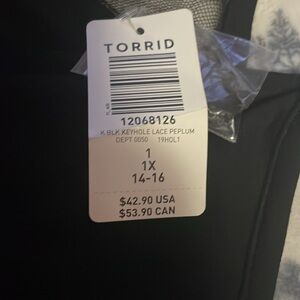 TORRID
12068126
K BLK KEYHOLE LACE PEPLUM
DEPT 0050 19HOL1
1
1X
14-16
$42.90 USA
$53.90 CAN